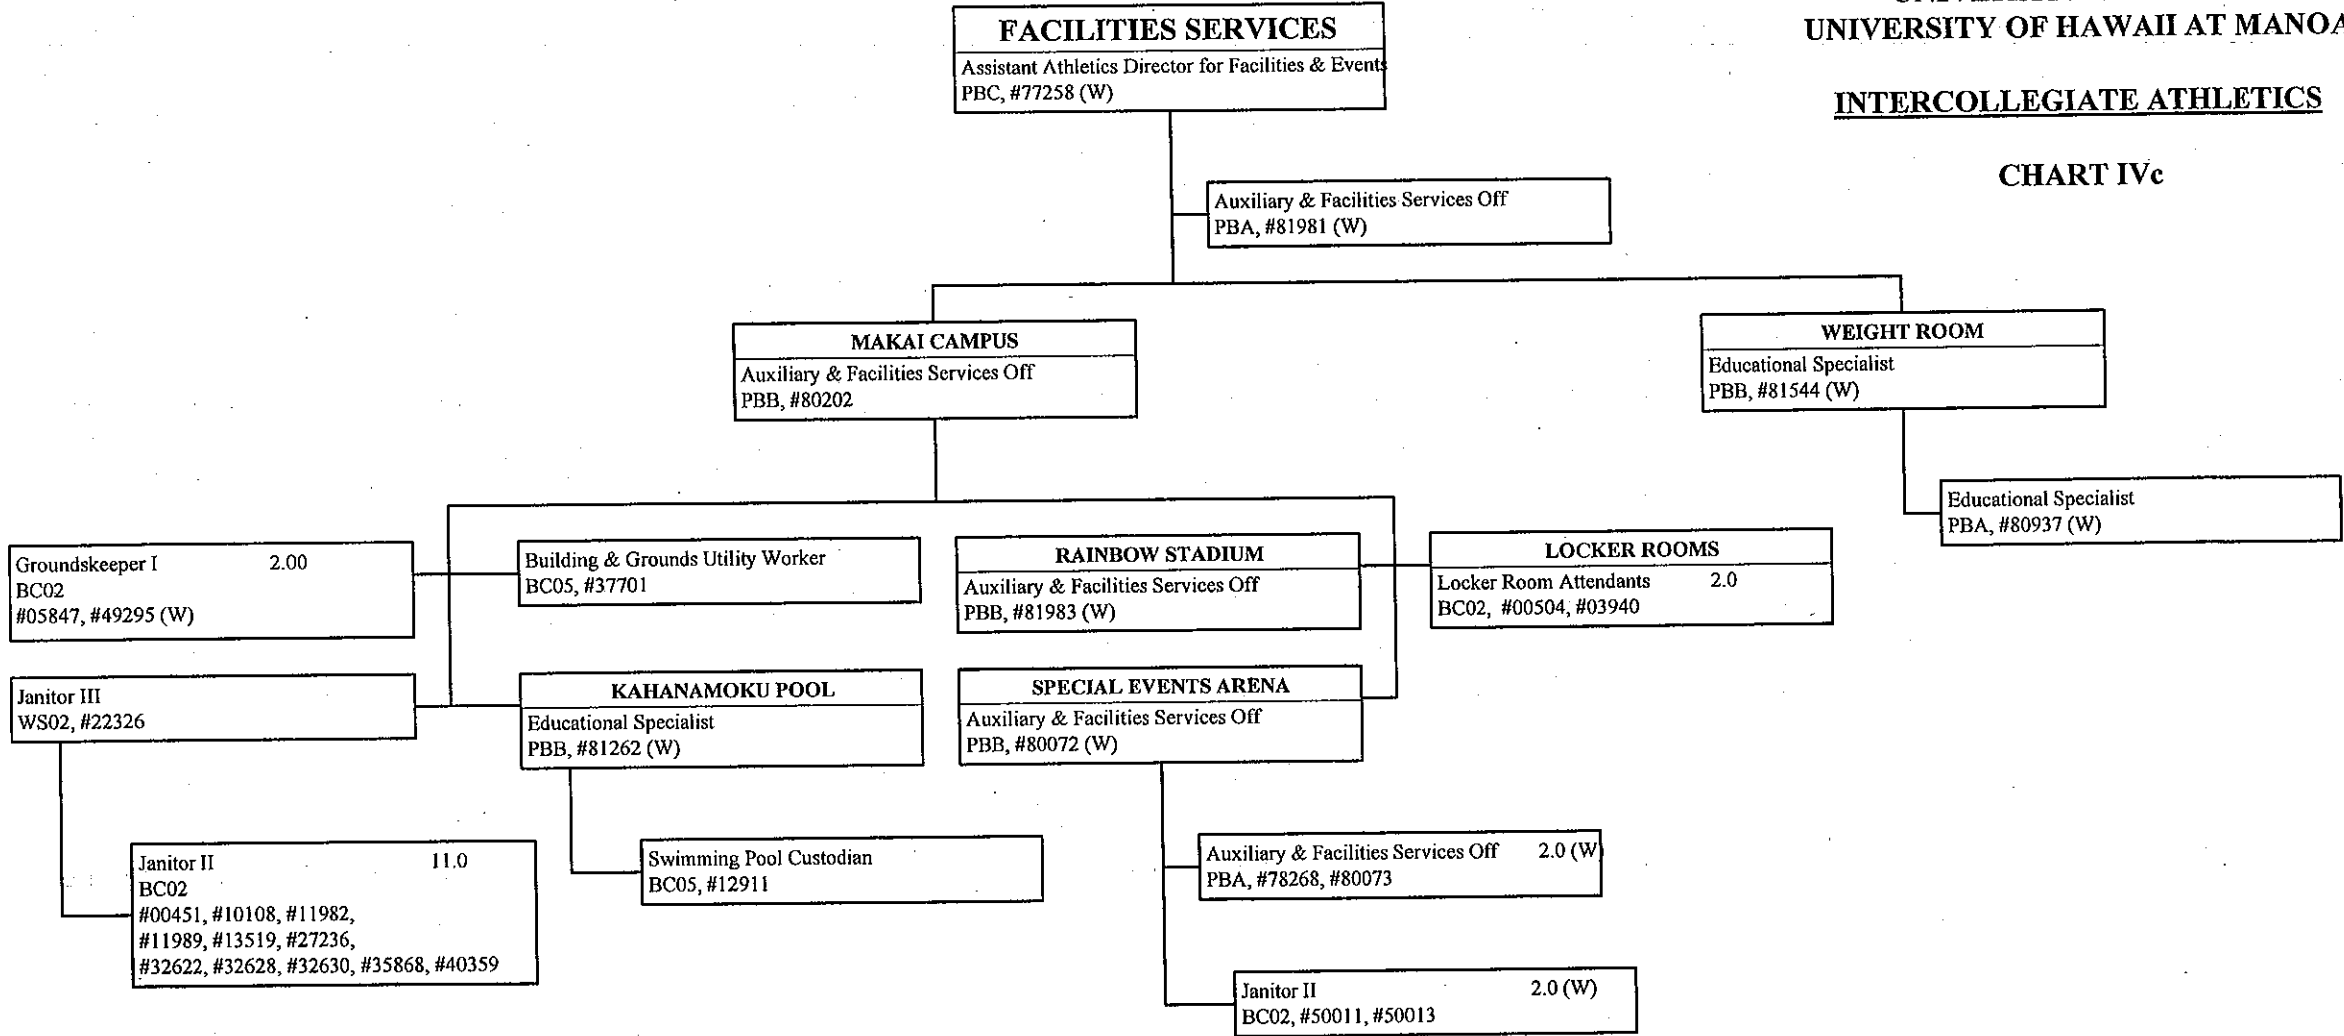 UNIVERSITY OF HAWAII AT MANOA
INTERCOLLEGIATE ATHLETICS
CHART IVc
FACILITIES SERVICES
Assistant Athletics Director for Facilities & Events
PBC, #77258 (W)
Auxiliary & Facilities Services Off
PBA, #81981 (W)
MAKAI CAMPUS
Auxiliary & Facilities Services Off
PBB, #80202
WEIGHT ROOM
Educational Specialist
PBB, #81544 (W)
Educational Specialist
PBA, #80937 (W)
Groundskeeper I 2.00
BC02
#05847, #49295 (W)
Building & Grounds Utility Worker
BC05, #37701
RAINBOW STADIUM
Auxiliary & Facilities Services Off
PBB, #81983 (W)
LOCKER ROOMS
Locker Room Attendants 2.0
BC02, #00504, #03940
Janitor III
WS02, #22326
KAHANAMOKU POOL
Educational Specialist
PBB, #81262 (W)
SPECIAL EVENTS ARENA
Auxiliary & Facilities Services Off
PBB, #80072 (W)
Janitor II 11.0
BC02
#00451, #10108, #11982,
#11989, #13519, #27236,
#32622, #32628, #32630, #35868, #40359
Swimming Pool Custodian
BC05, #12911
Auxiliary & Facilities Services Off 2.0 (W)
PBA, #78268, #80073
Janitor II 2.0 (W)
BC02, #50011, #50013